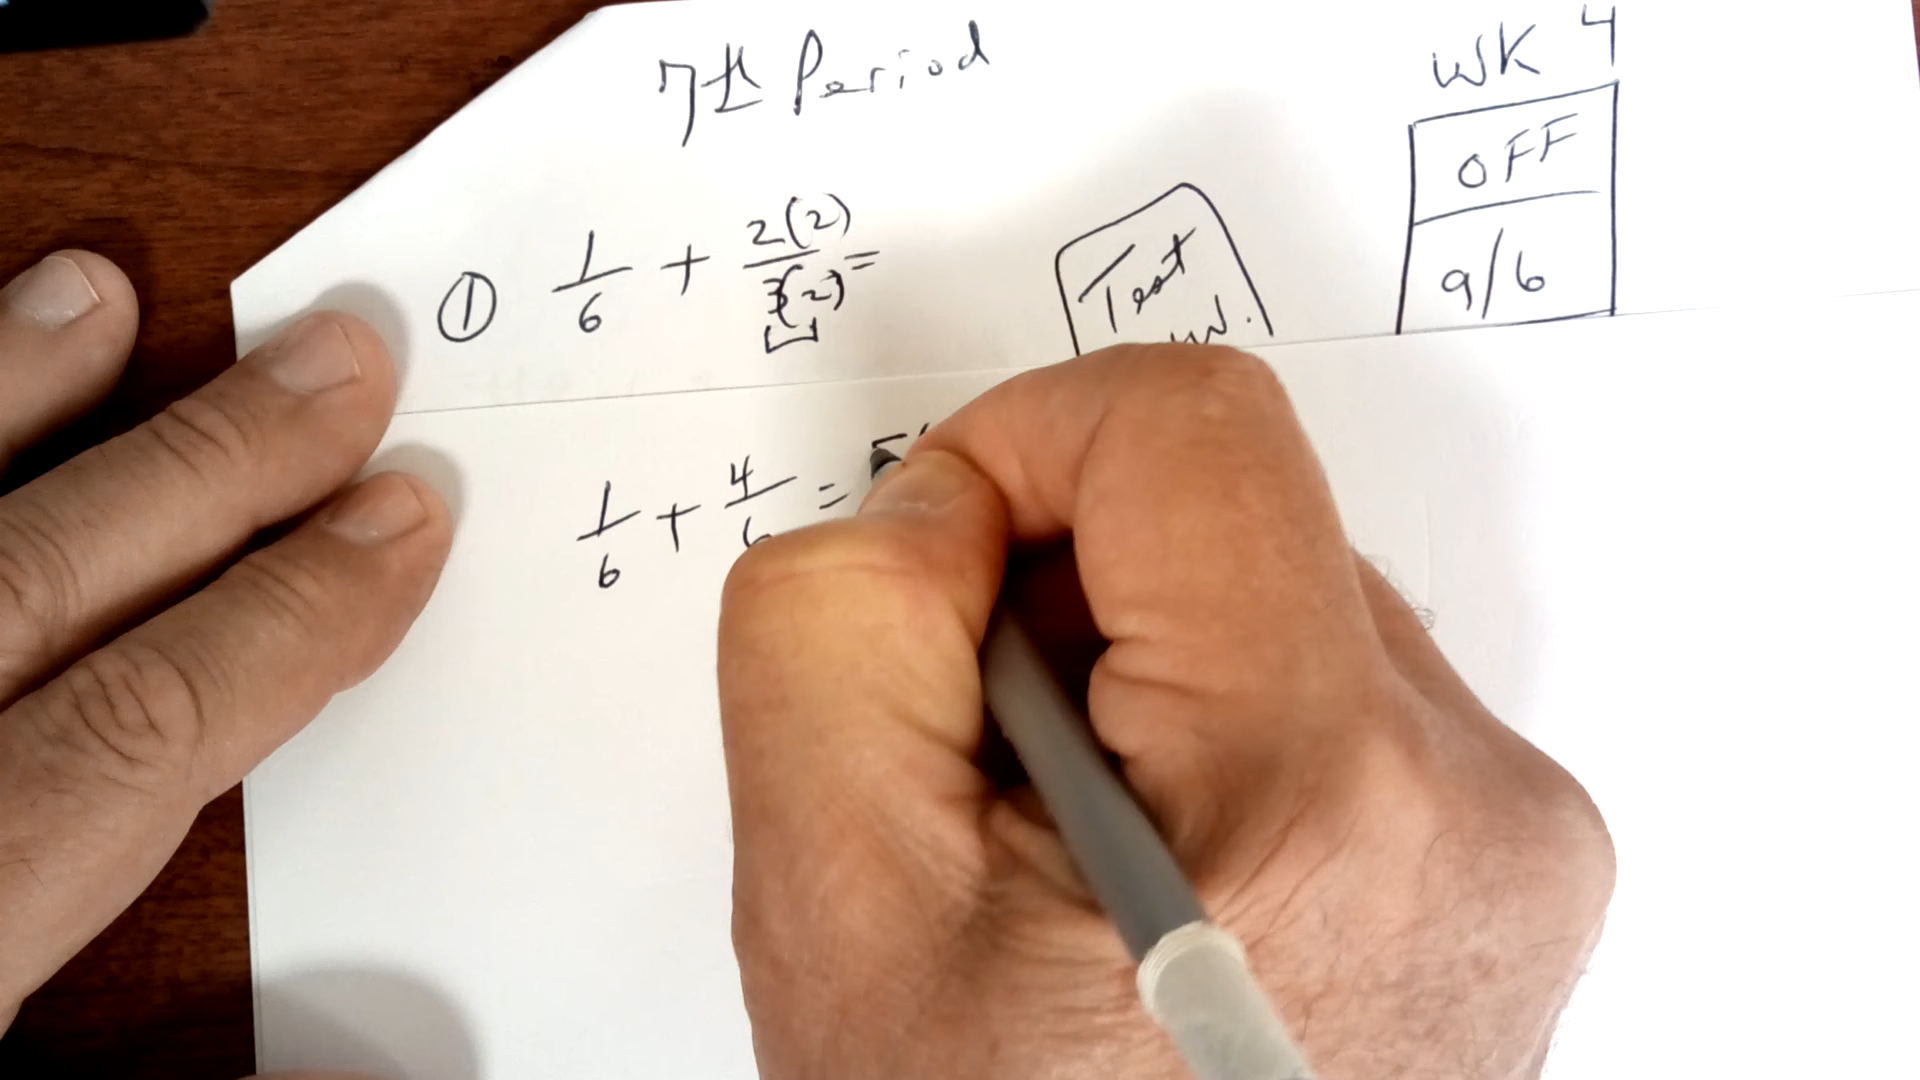 7th Period
WK 4
OFF
9/6
① 1/6 + 2(2)/3(2) =
Test
W.
1/6 + 4/6 = 5